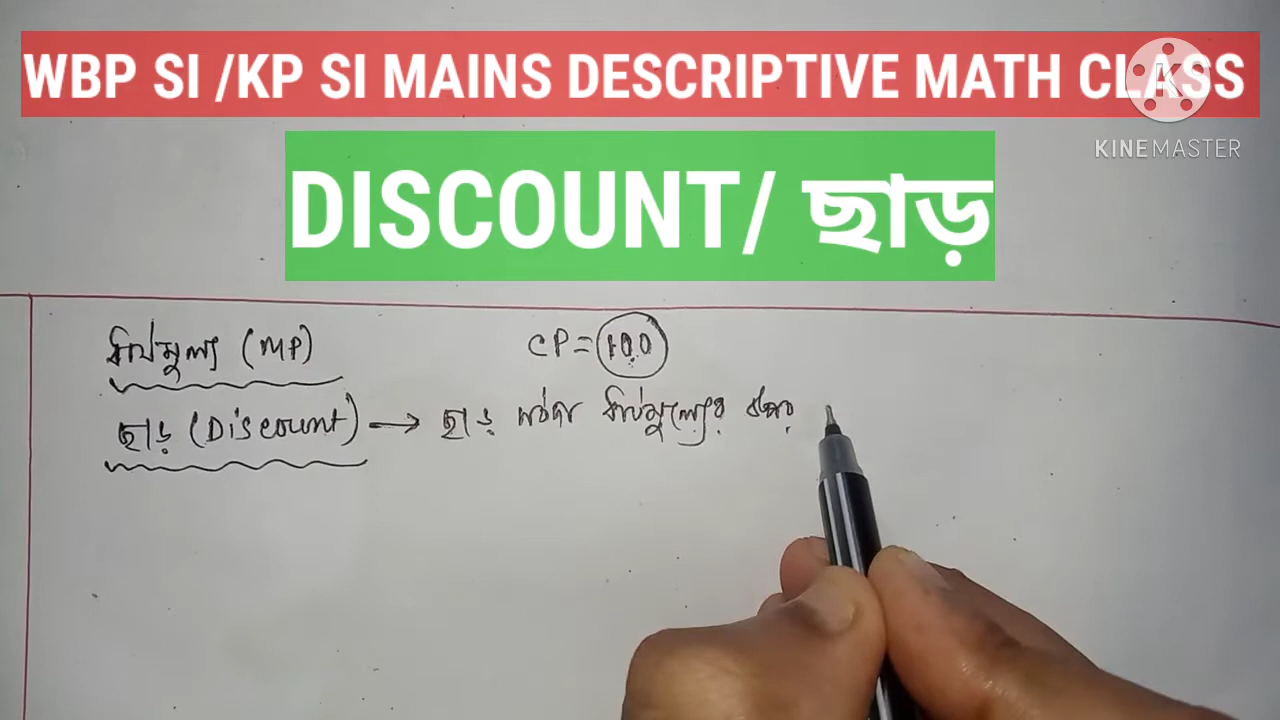 WBP SI /KP SI MAINS DESCRIPTIVE MATH CLASS
KINEMASTER
DISCOUNT/ ছাড়
ধার্যমূল্য (MP)
CP = 100
ছাড় (Discount) → ছাড় সর্বদা ধার্যমূল্যের উপর